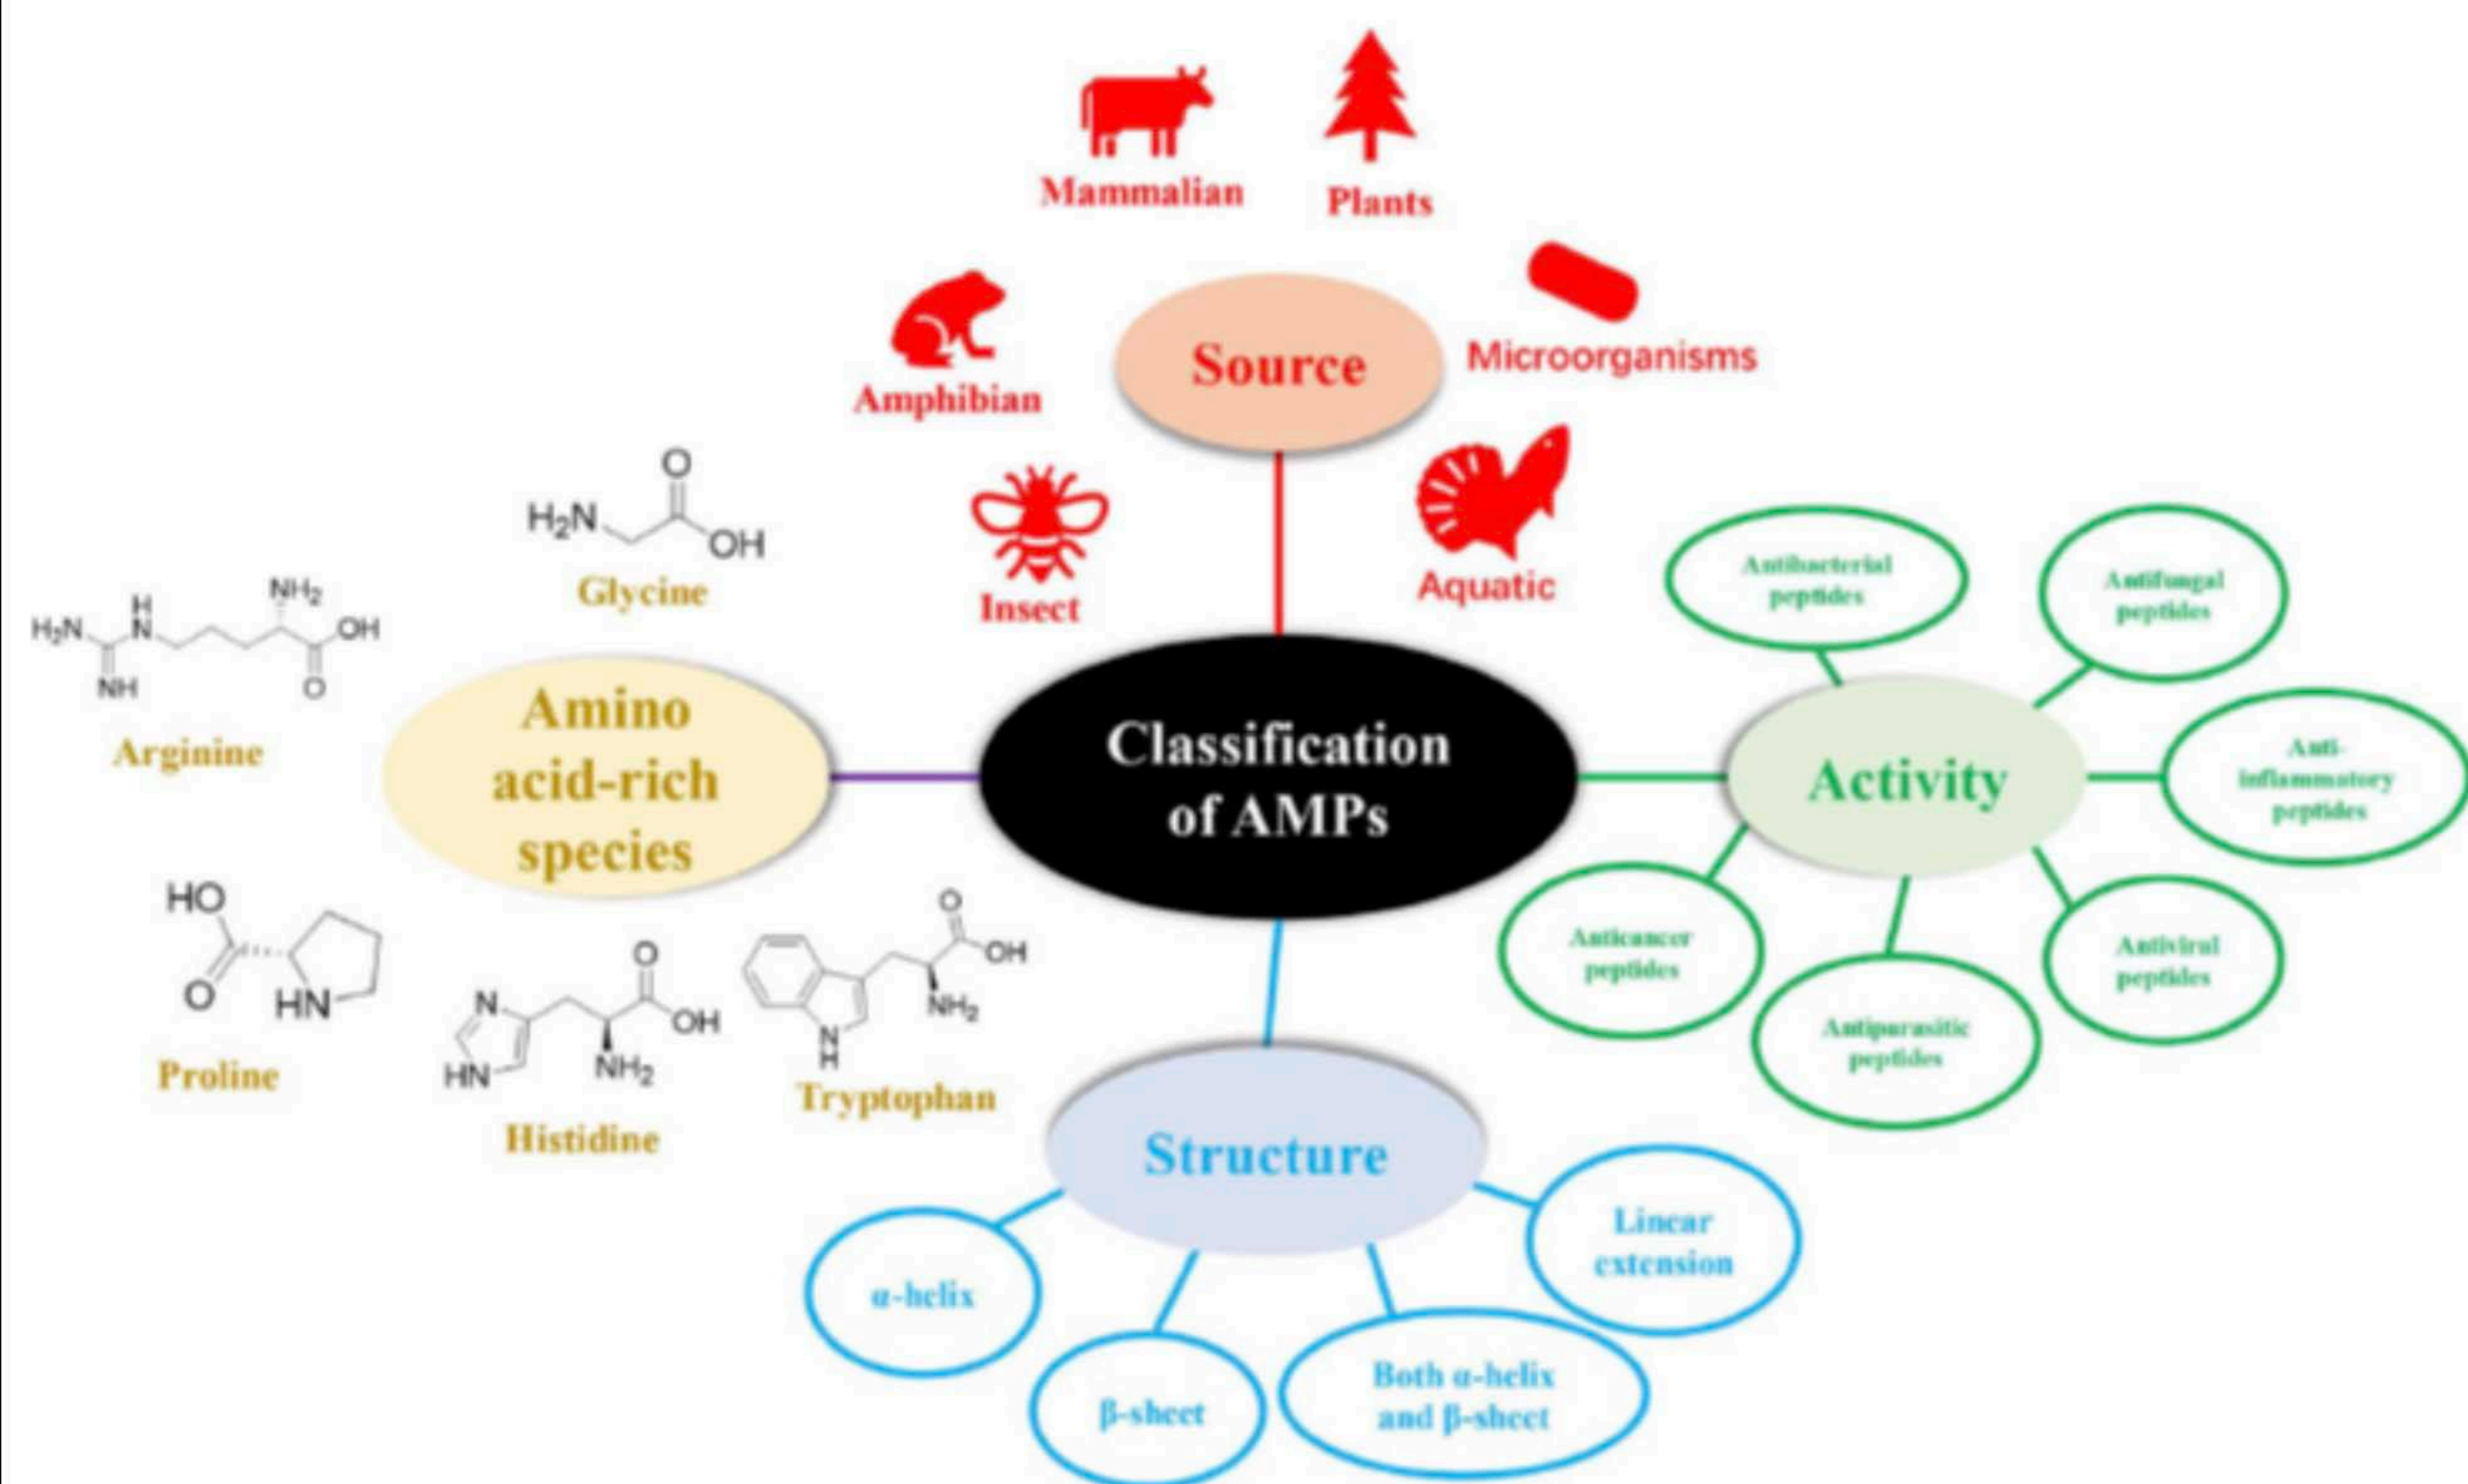 Mammalian
Plants
Amphibian
Source
Microorganisms
Insect
Aquatic
O
H₂N
OH
Glycine
NH₂
H
H₂N
N
OH
NH
O
Arginine
Amino
acid-rich
species
Classification
of AMPs
Activity
Antibacterial
peptides
Antifungal
peptides
Anti-
inflammatory
peptides
Antiviral
peptides
Antiparasitic
peptides
Anticancer
peptides
HO
O
HN
Proline
O
N
OH
HN
NH₂
Histidine
O
OH
NH₂
N
H
Tryptophan
Structure
α-helix
β-sheet
Both α-helix
and β-sheet
Linear
extension